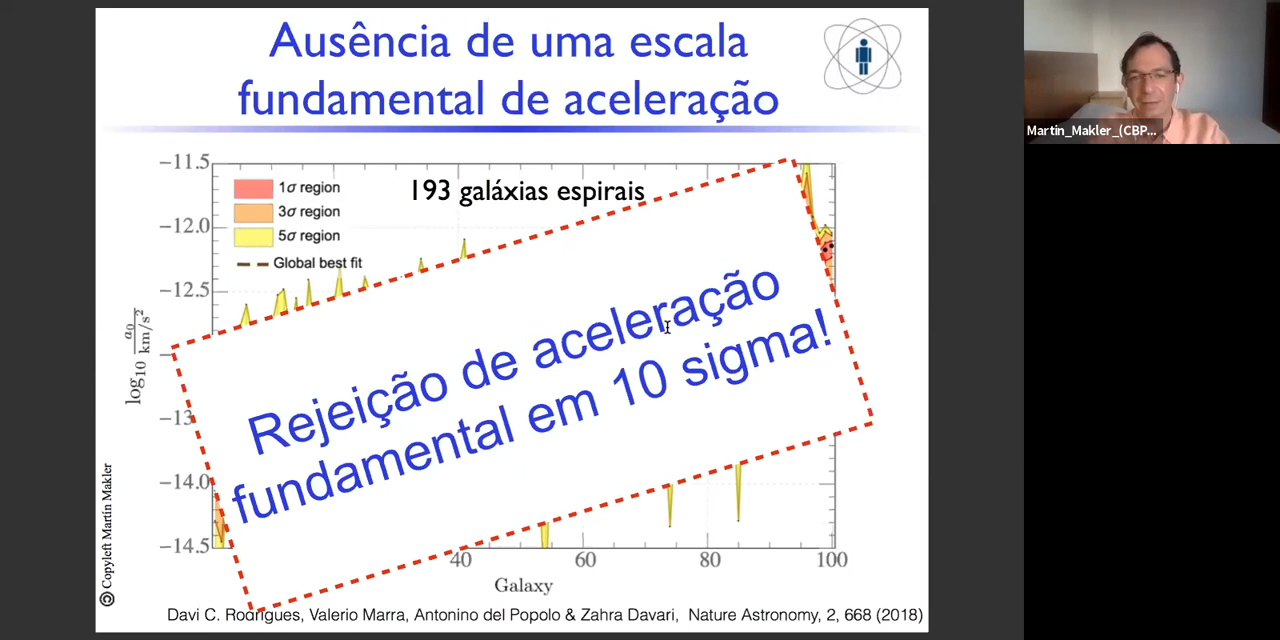 Ausência de uma escala
fundamental de aceleração
Martin_Makler_(CBP...
−11.5
1σ region
193 galáxias espirais
3σ region
−12.0
5σ region
Global best fit
−12.5
log10 a0 km/s2
Rejeição de aceleração
fundamental em 10 sigma!
−13
−14.0
−14.5
40
60
80
100
Galaxy
© Copyleft Martín Makler
Davi C. Rodrigues, Valerio Marra, Antonino del Popolo & Zahra Davari, Nature Astronomy, 2, 668 (2018)